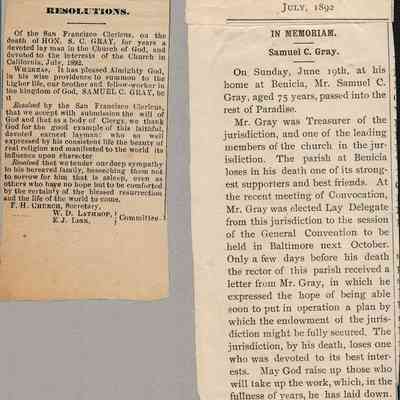 RESOLUTIONS.
Of the San Francisco Clericus, on the
death of HON. S. C. GRAY, for years a
devoted lay man in the Church of God, and
devoted to the interests of the Church in
California, July, 1892.
WHEREAS, It has pleased Almighty God,
in his wise providence to summon to the
higher life, our brother and fellow-worker in
the kingdom of God, SAMUEL C. GRAY, be
it
Resolved by the San Francisco Clericus,
that we accept with submission the will of
God and that as a body of Clergy, we thank
God for the good example of this faithful,
devoted earnest layman; who so well
expressed by his consistent life the beauty of
real religion and manifested to the world its
influence upon character
Resolved that we tender our deep sympathy
to his bereaved family, beseeching them not
to sorrow for him that is asleep, even as
others who have no hope but to be comforted
by the certainty of the blessed resurrection
and the life of the world to come.
F. H. CHURCH, Secretary.
W. D. LATHROP, } Committee.
E. J. LION,
JULY, 1892
IN MEMORIAM.
Samuel C. Gray.
On Sunday, June 19th, at his
home at Benicia, Mr. Samuel C.
Gray, aged 75 years, passed into the
rest of Paradise.
Mr. Gray was Treasurer of the
jurisdiction, and one of the leading
members of the church in the jur-
isdiction. The parish at Benicia
loses in his death one of its strong-
est supporters and best friends. At
the recent meeting of Convocation,
Mr. Gray was elected Lay Delegate
from this jurisdiction to the session
of the General Convention to be
held in Baltimore next October.
Only a few days before his death
the rector of this parish received a
letter from Mr. Gray, in which he
expressed the hope of being able
soon to put in operation a plan by
which the endowment of the juris-
diction might be fully secured. The
jurisdiction, by his death, loses one
who was devoted to its best inter-
ests. May God raise up those who
will take up the work, which, in the
fullness of years, he has laid down.